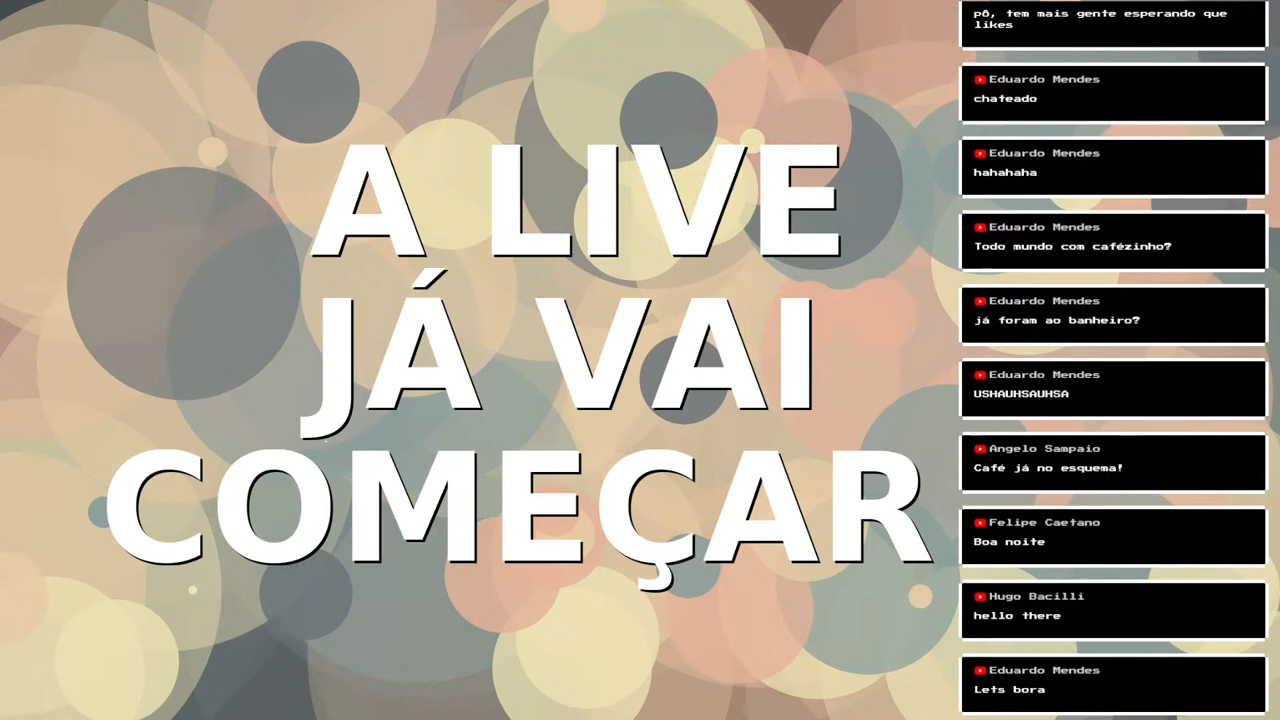 A LIVE
JÁ VAI
COMEÇAR
pô, tem mais gente esperando que
likes
Eduardo Mendes
chateado
Eduardo Mendes
hahahaha
Eduardo Mendes
Todo mundo com cafézinho?
Eduardo Mendes
já foram ao banheiro?
Eduardo Mendes
USHAUHSAUHSA
Angelo Sampaio
Café já no esquema!
Felipe Caetano
Boa noite
Hugo Bacilli
hello there
Eduardo Mendes
Lets bora